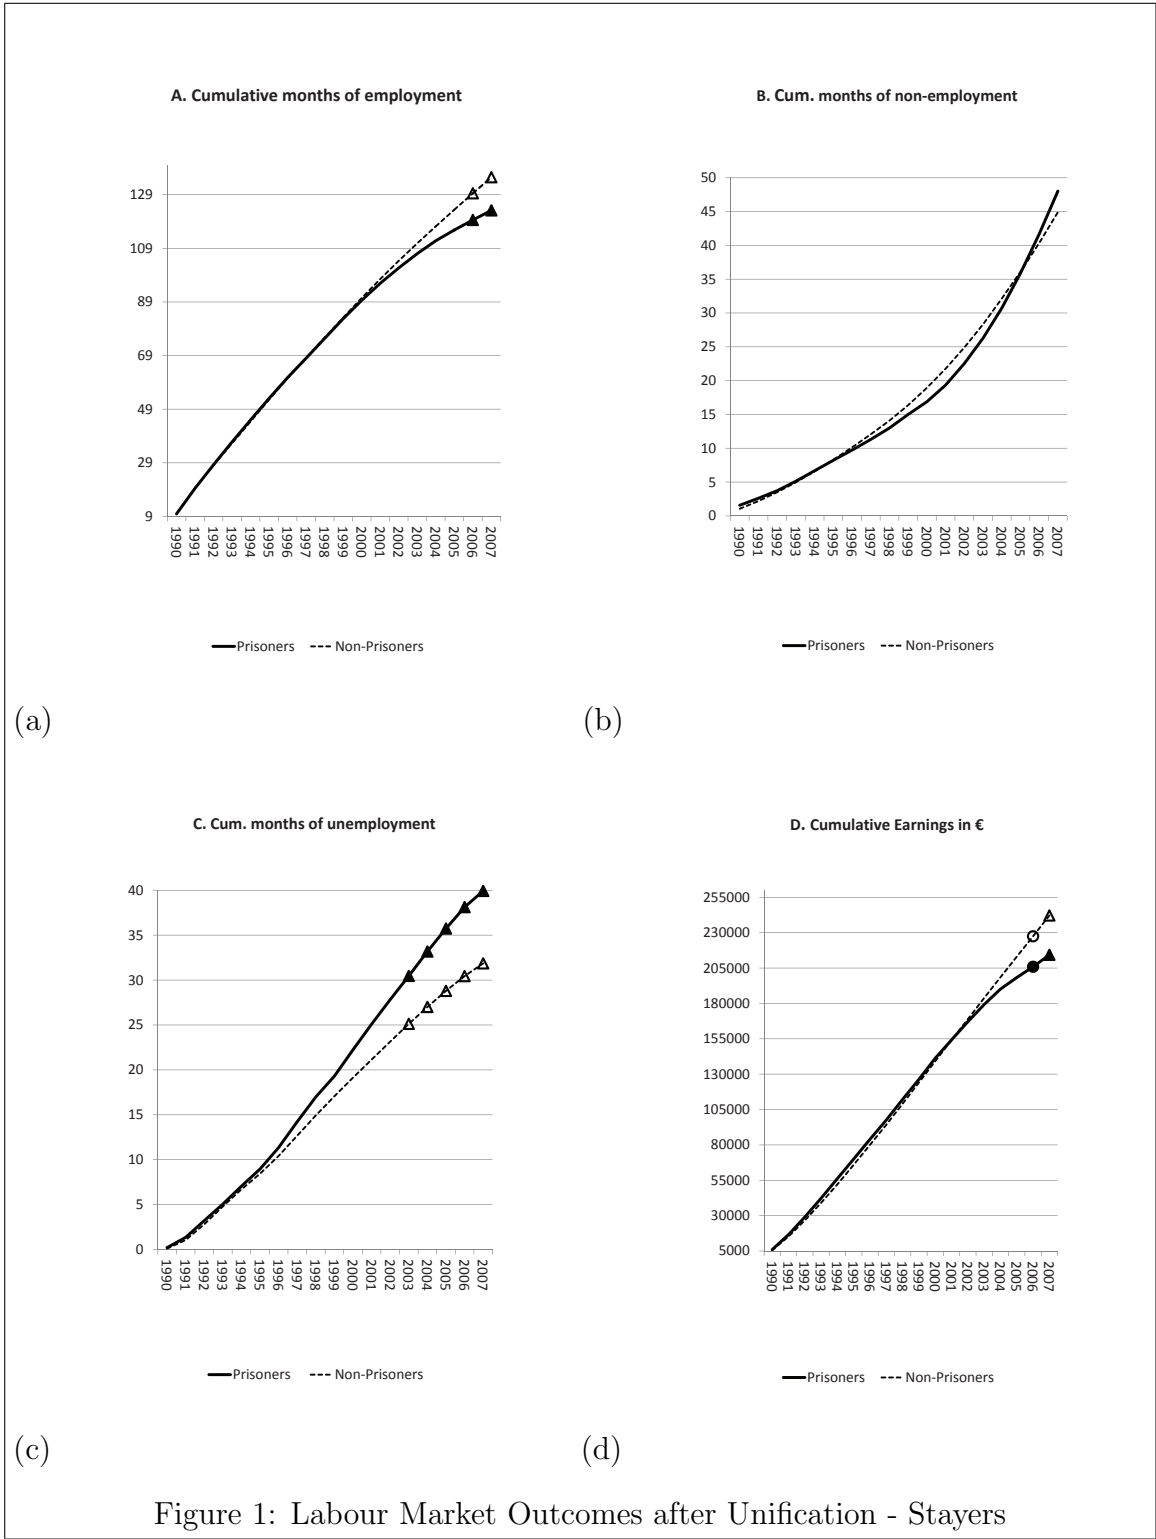 A. Cumulative months of employment
129
109
89
69
49
29
9
1990 1991 1992 1993 1994 1995 1996 1997 1998 1999 2000 2001 2002 2003 2004 2005 2006 2007
Prisoners Non-Prisoners
(a)
B. Cum. months of non-employment
50
45
40
35
30
25
20
15
10
5
0
1990 1991 1992 1993 1994 1995 1996 1997 1998 1999 2000 2001 2002 2003 2004 2005 2006 2007
Prisoners Non-Prisoners
(b)
C. Cum. months of unemployment
40
35
30
25
20
15
10
5
0
1990 1991 1992 1993 1994 1995 1996 1997 1998 1999 2000 2001 2002 2003 2004 2005 2006 2007
Prisoners Non-Prisoners
(c)
D. Cumulative Earnings in €
255000
230000
205000
180000
155000
130000
105000
80000
55000
30000
5000
1990 1991 1992 1993 1994 1995 1996 1997 1998 1999 2000 2001 2002 2003 2004 2005 2006 2007
Prisoners Non-Prisoners
(d)
Figure 1: Labour Market Outcomes after Unification - Stayers